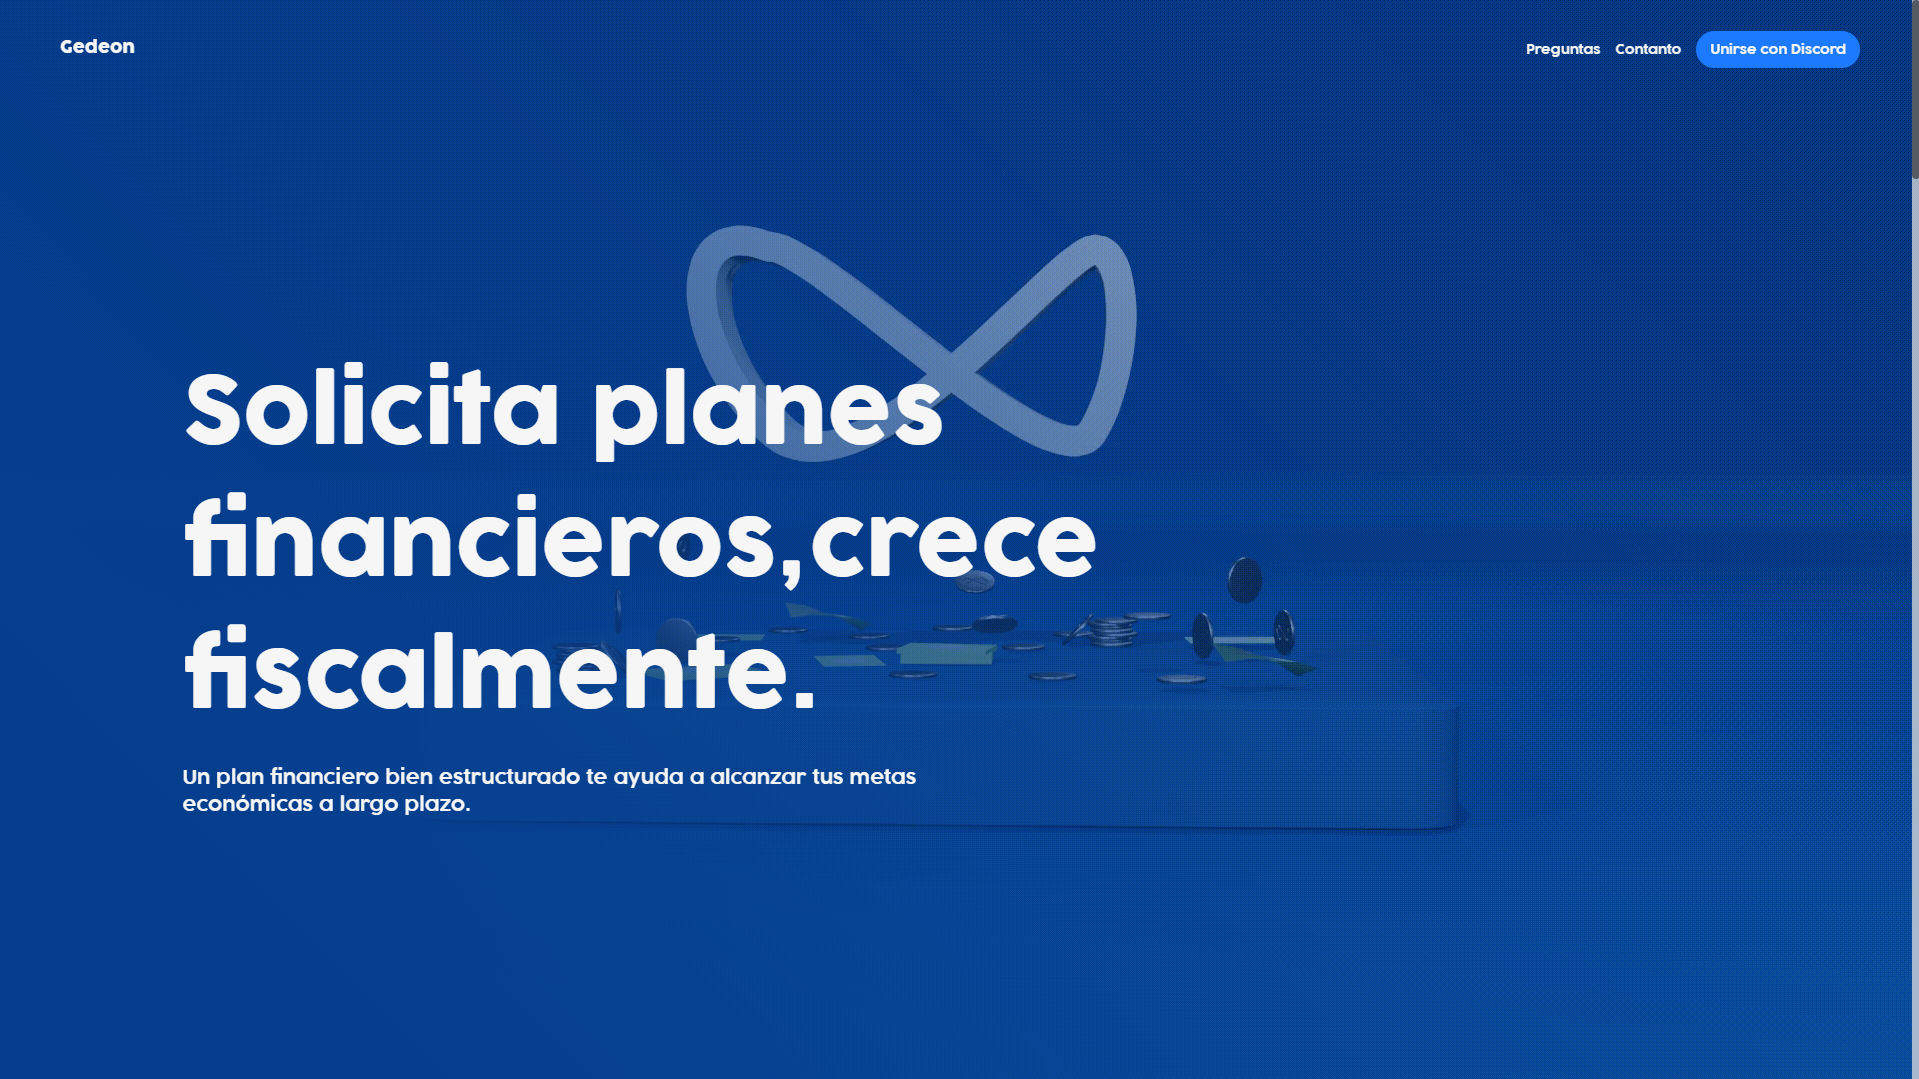 Gedeon
Preguntas Contanto Unirse con Discord
Solicita planes
financieros,crece
fiscalmente.
Un plan financiero bien estructurado te ayuda a alcanzar tus metas
económicas a largo plazo.